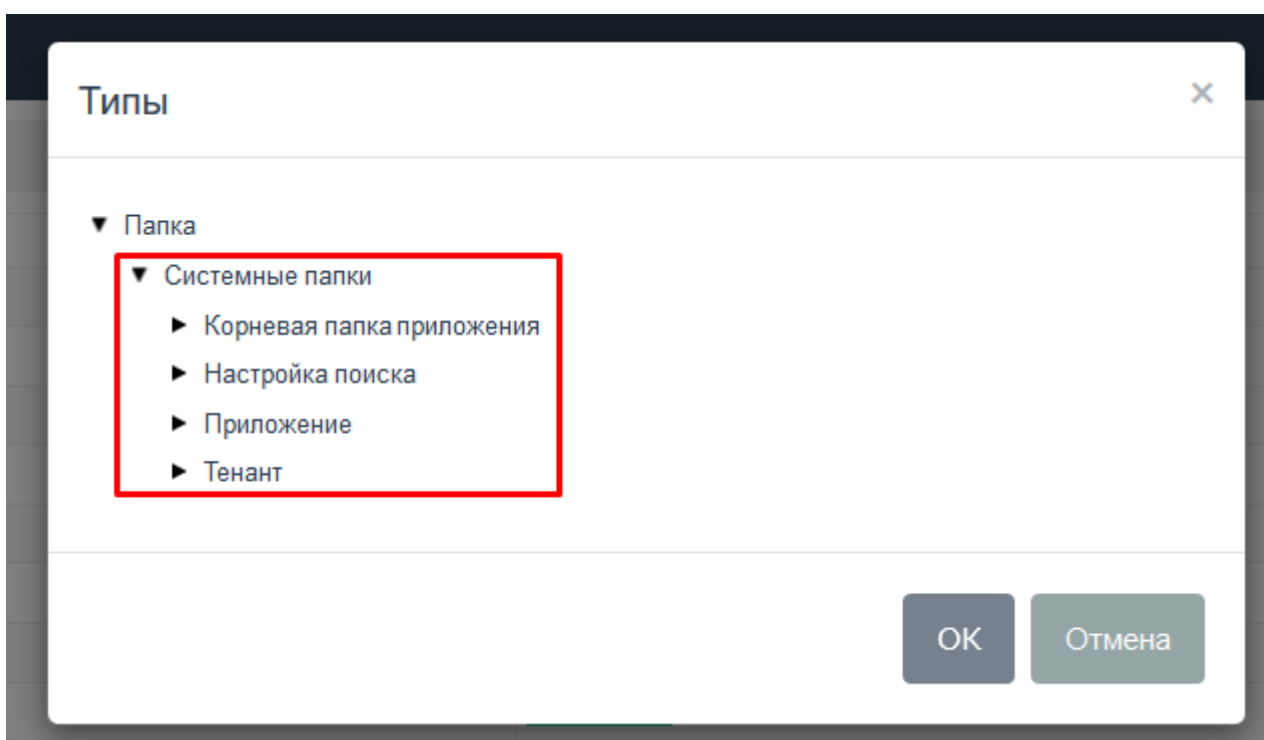 Типы
Папка
Системные папки
Корневая папка приложения
Настройка поиска
Приложение
Тенант
OK Отмена